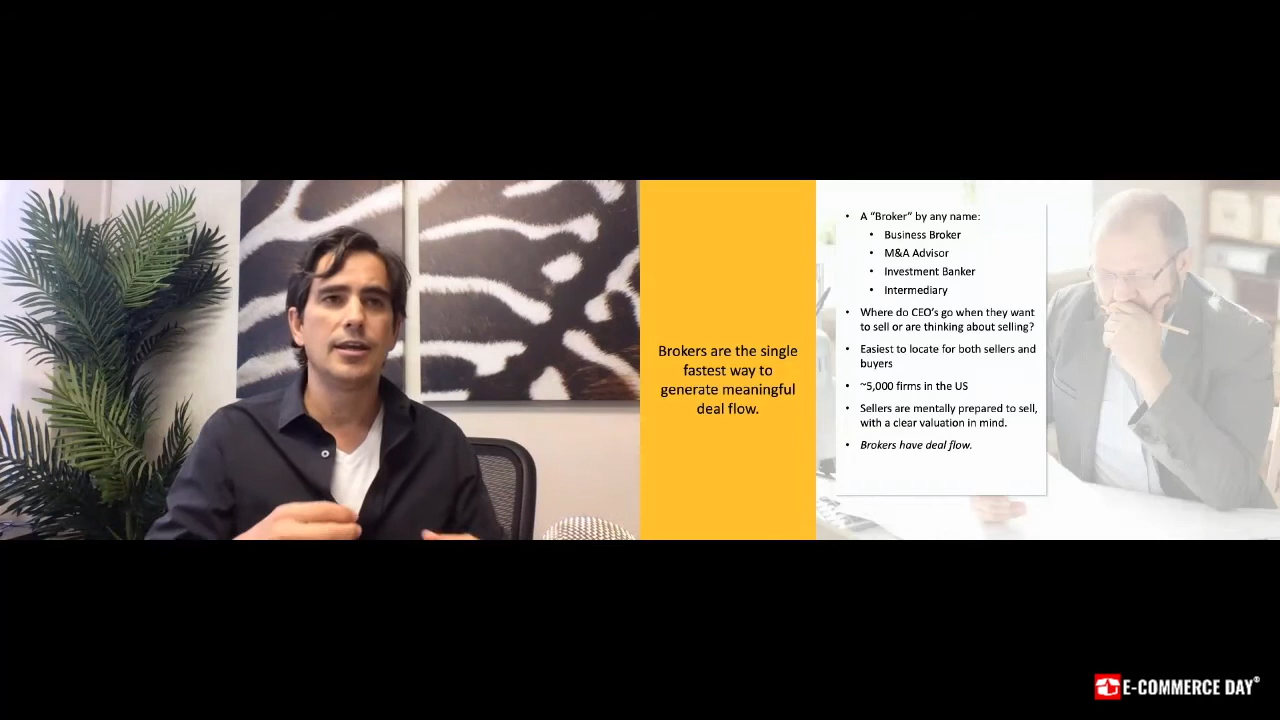 Brokers are the single
fastest way to
generate meaningful
deal flow.
• A “Broker” by any name:
• Business Broker
• M&A Advisor
• Investment Banker
• Intermediary
• Where do CEO’s go when they want
to sell or are thinking about selling?
• Easiest to locate for both sellers and
buyers
• ~5,000 firms in the US
• Sellers are mentally prepared to sell,
with a clear valuation in mind.
• Brokers have deal flow.
E-COMMERCE DAY®